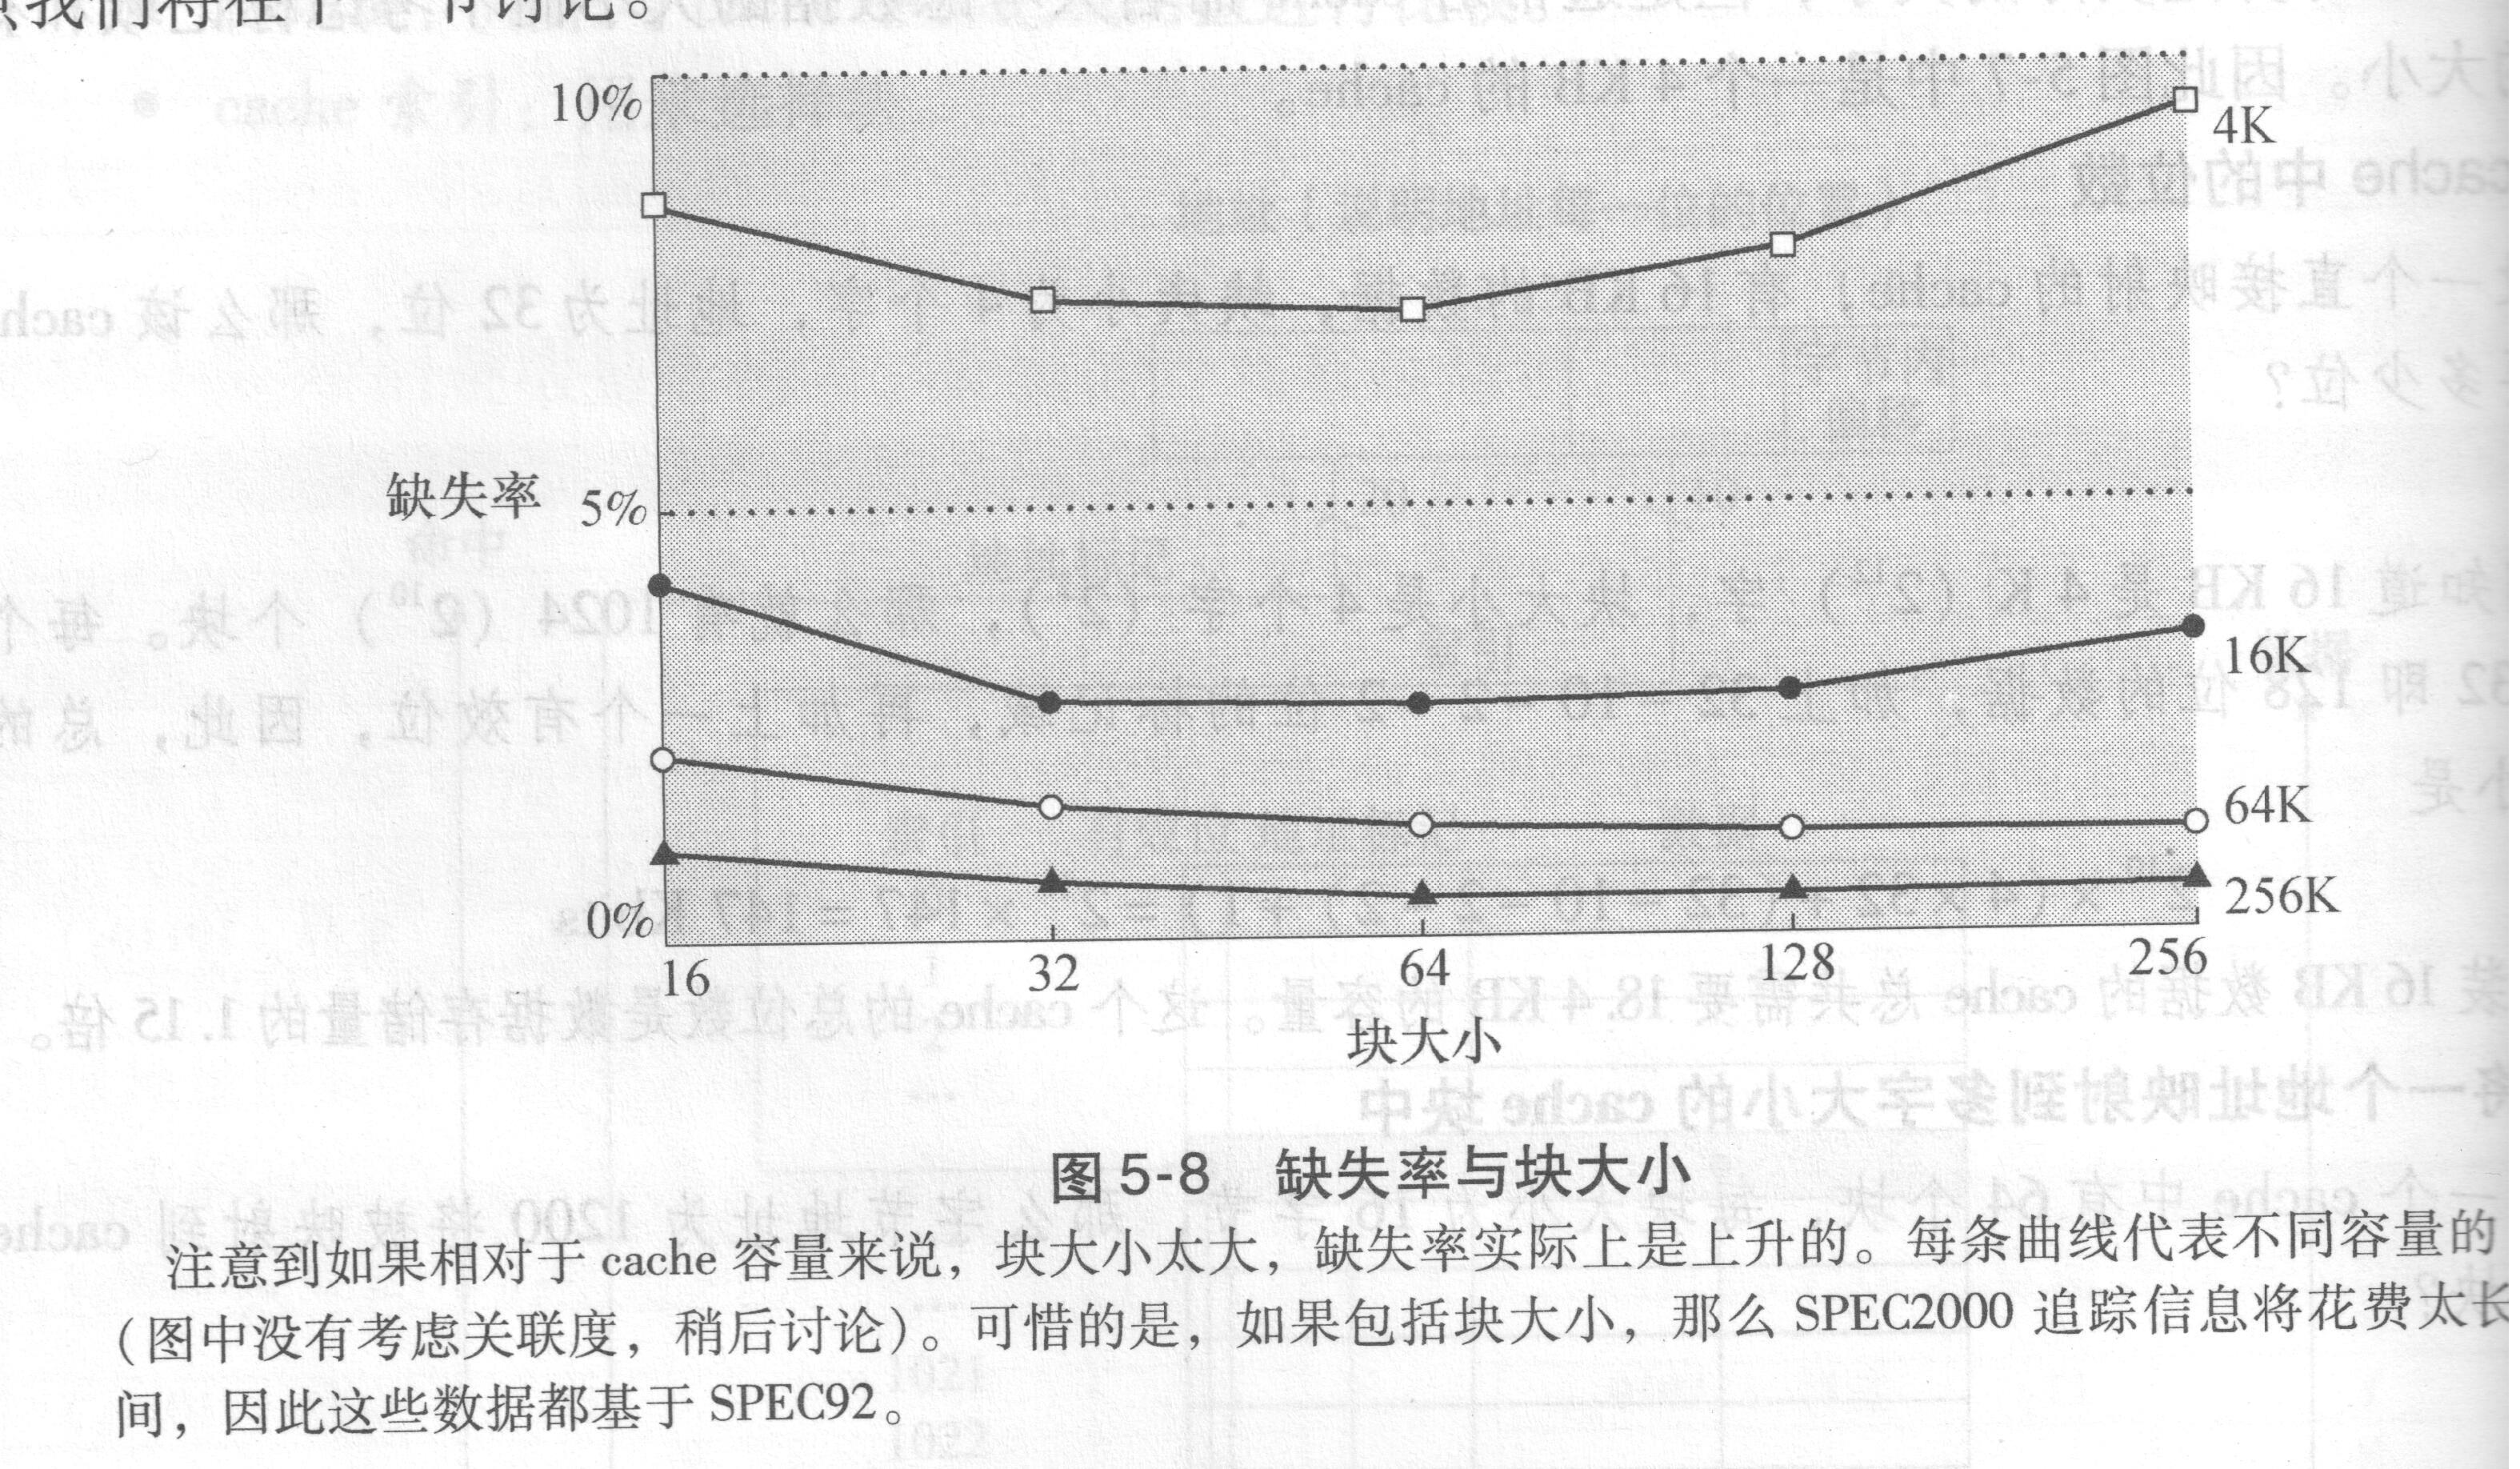 我们将在下一节讨论。
10%
4K
缺失率 5%
16K
64K
256K
0%
16 32 64 128 256
块大小
图 5-8 缺失率与块大小
注意到如果相对于 cache 容量来说，块大小太大，缺失率实际上是上升的。每条曲线代表不同容量的
（图中没有考虑关联度，稍后讨论）。可惜的是，如果包括块大小，那么 SPEC2000 追踪信息将花费太长
间，因此这些数据都基于 SPEC92。